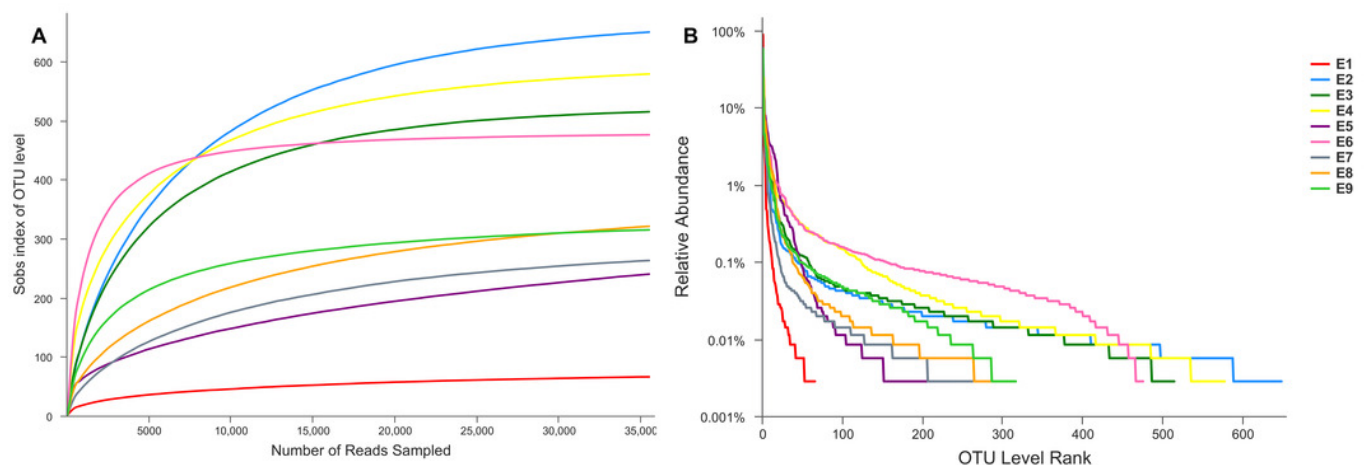 A
Sobs index of OTU level
600
500
400
300
200
100
0
5000
10,000
15,000
20,000
25,000
30,000
35,000
Number of Reads Sampled
B
Relative Abundance
100%
10%
1%
0.1%
0.01%
0.001%
0
100
200
300
400
500
600
OTU Level Rank
E1
E2
E3
E4
E5
E6
E7
E8
E9